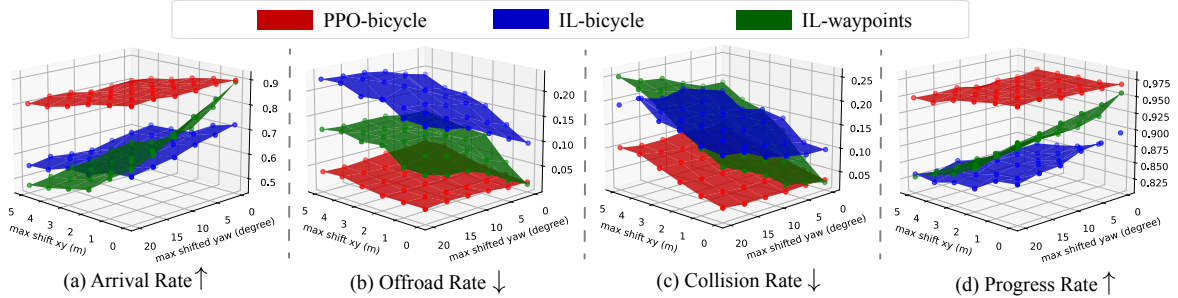 PPO-bicycle IL-bicycle IL-waypoints
0.9
0.8
0.7
0.6
0.5
5 4 3 2 1 0
max shift xy (m)
20 15 10 5 0
max shifted yaw (degree)
(a) Arrival Rate ↑
0.20
0.15
0.10
0.05
5 4 3 2 1 0
max shift xy (m)
20 15 10 5 0
max shifted yaw (degree)
(b) Offroad Rate ↓
0.25
0.20
0.15
0.10
0.05
5 4 3 2 1 0
max shift xy (m)
20 15 10 5 0
max shifted yaw (degree)
(c) Collision Rate ↓
0.975
0.950
0.925
0.900
0.875
0.850
0.825
5 4 3 2 1 0
max shift xy (m)
20 15 10 5 0
max shifted yaw (degree)
(d) Progress Rate ↑